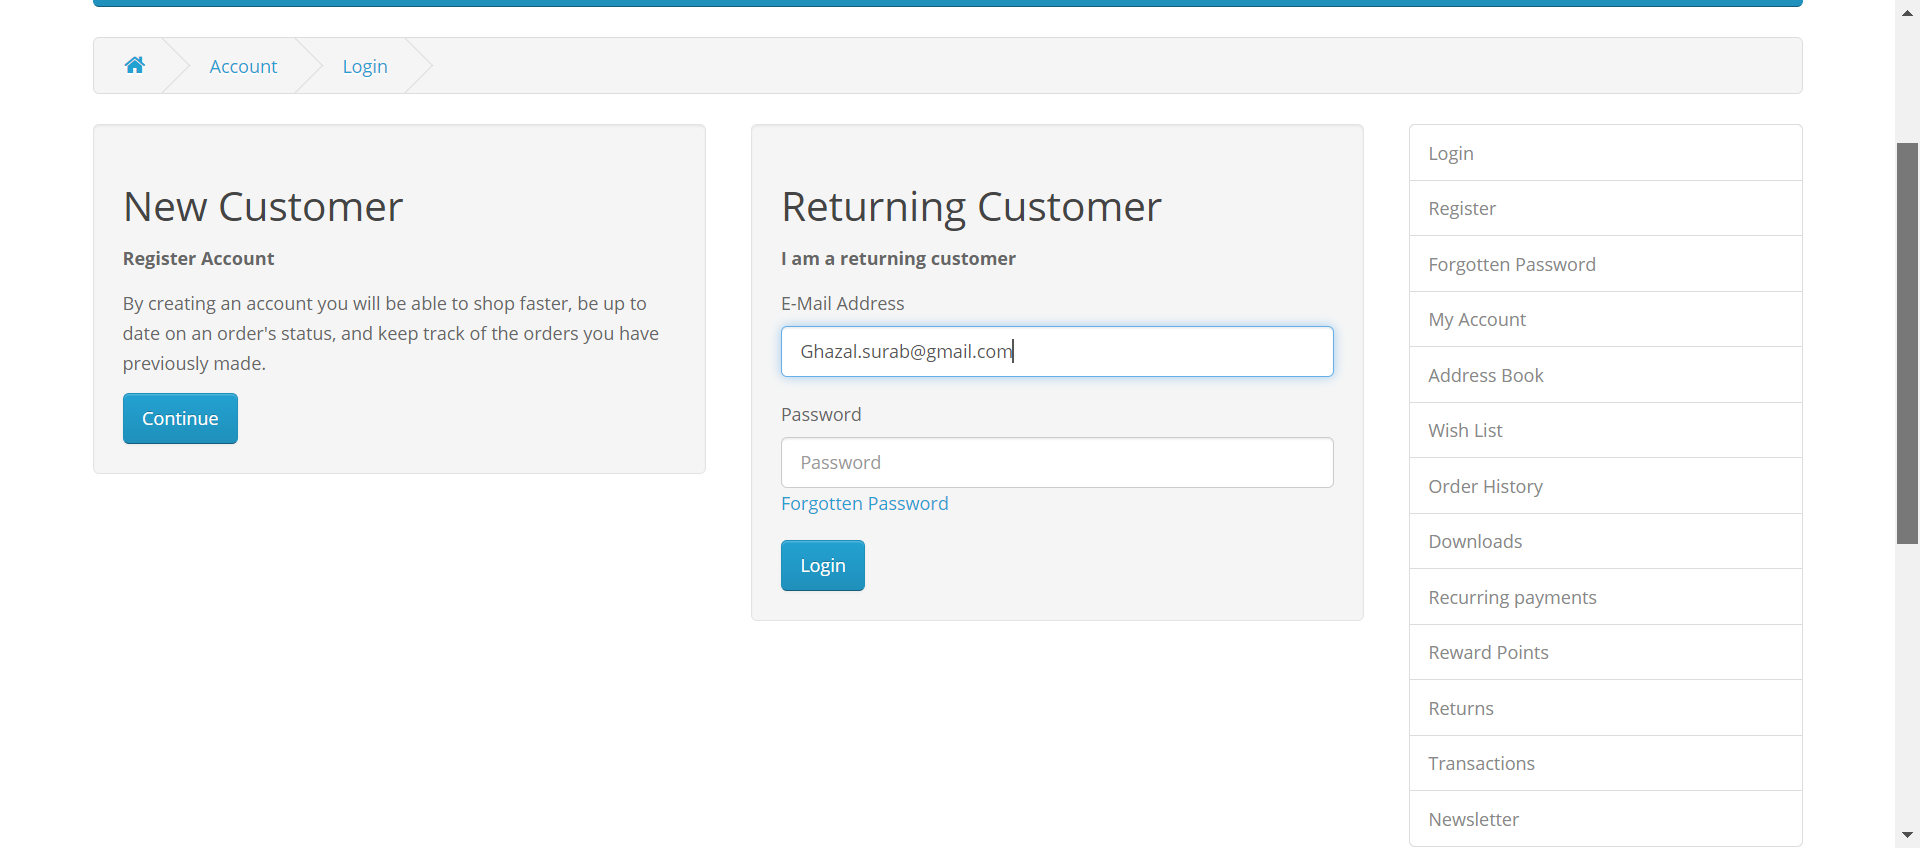 Account
Login
New Customer
Register Account
By creating an account you will be able to shop faster, be up to
date on an order's status, and keep track of the orders you have
previously made.
Continue
Returning Customer
I am a returning customer
E-Mail Address
Ghazal.surab@gmail.com
Password
Password
Forgotten Password
Login
Login
Register
Forgotten Password
My Account
Address Book
Wish List
Order History
Downloads
Recurring payments
Reward Points
Returns
Transactions
Newsletter